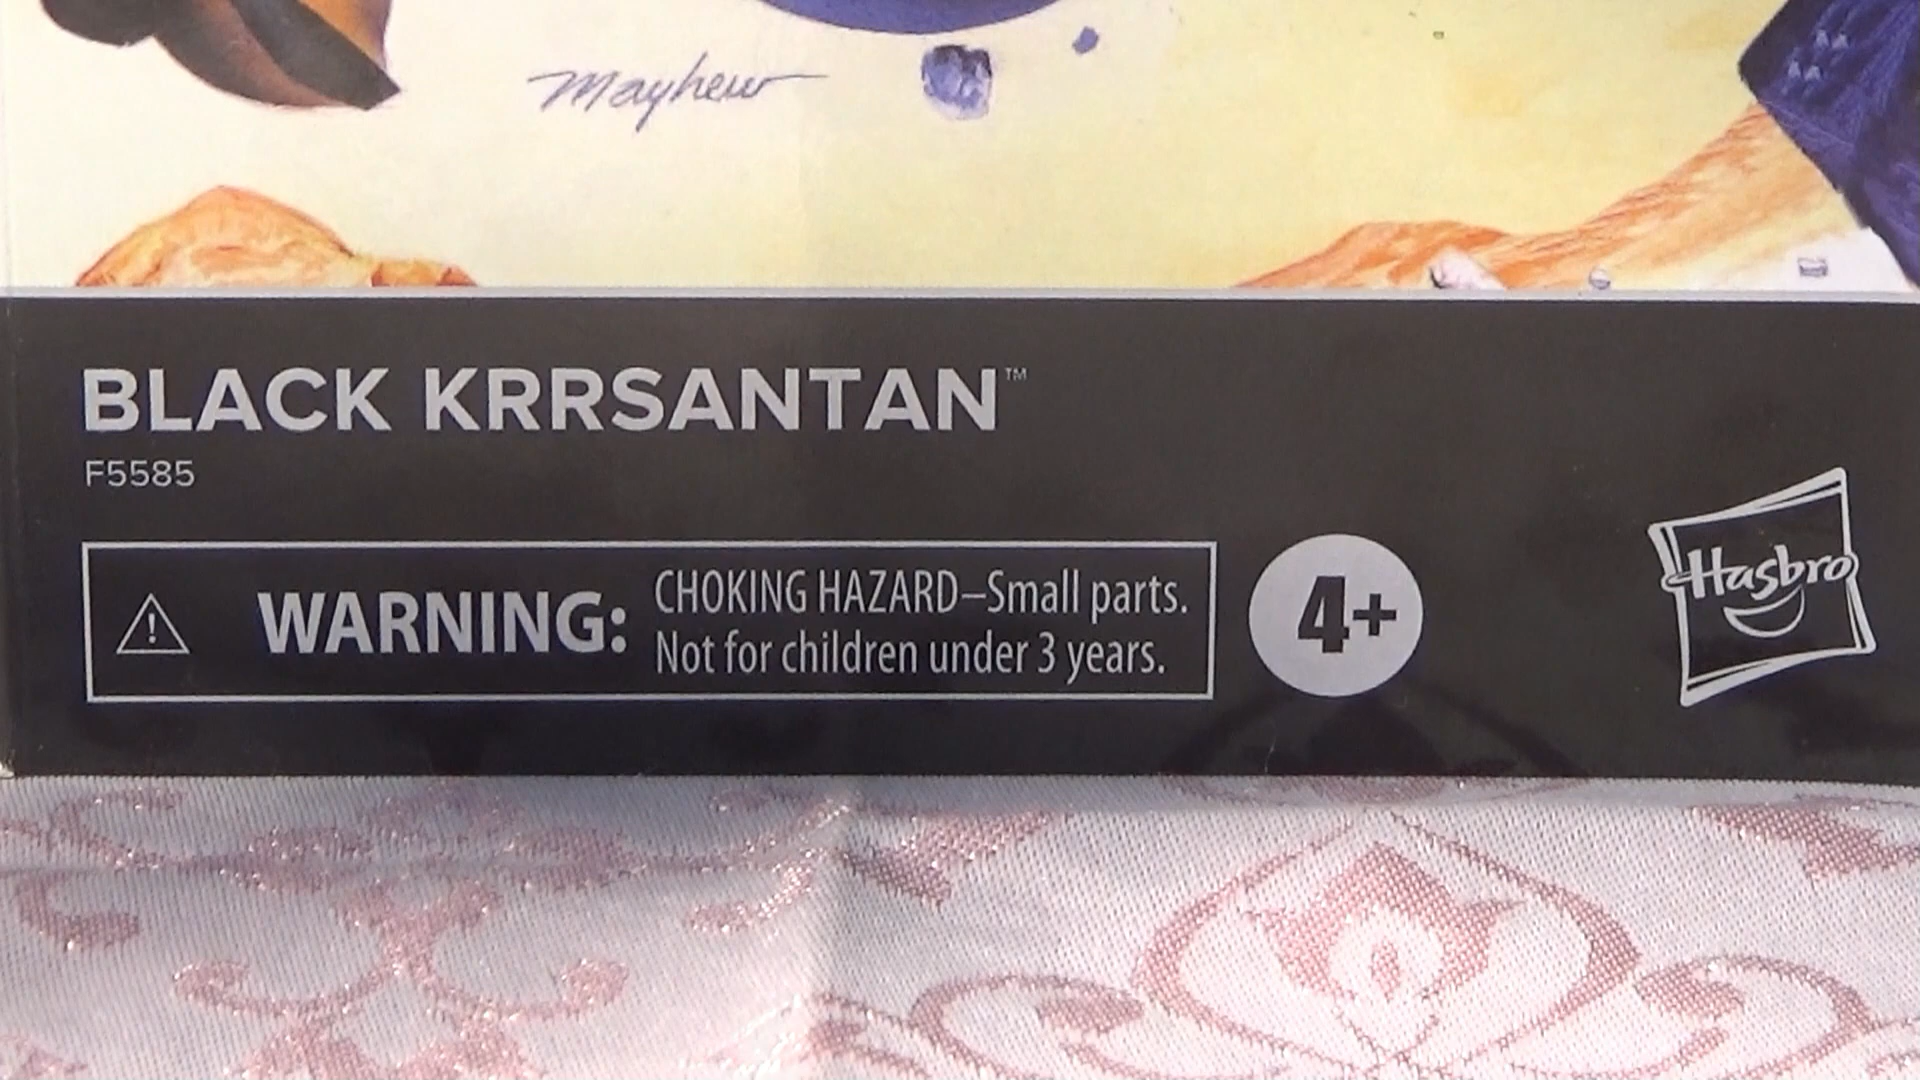 Mayhew
BLACK KRRSANTAN™
F5585
WARNING: CHOKING HAZARD–Small parts.
Not for children under 3 years.
4+
Hasbro